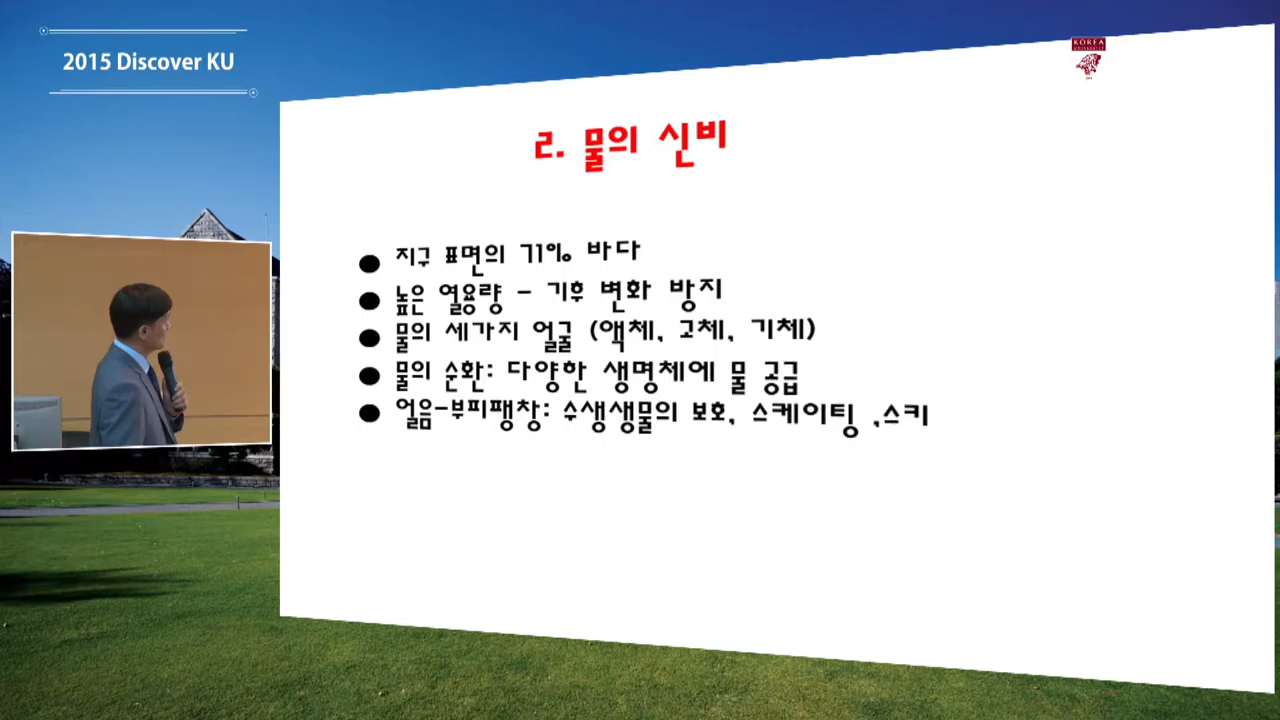 2015 Discover KU
KOREA
UNIVERSITY
2. 물의 신비
● 지구 표면의 71% 바다
● 높은 열용량 - 기후 변화 방지
● 물의 세가지 얼굴 (액체, 고체, 기체)
● 물의 순환: 다양한 생명체에 물 공급
● 얼음-부피팽창: 수생생물의 보호, 스케이팅 ,스키